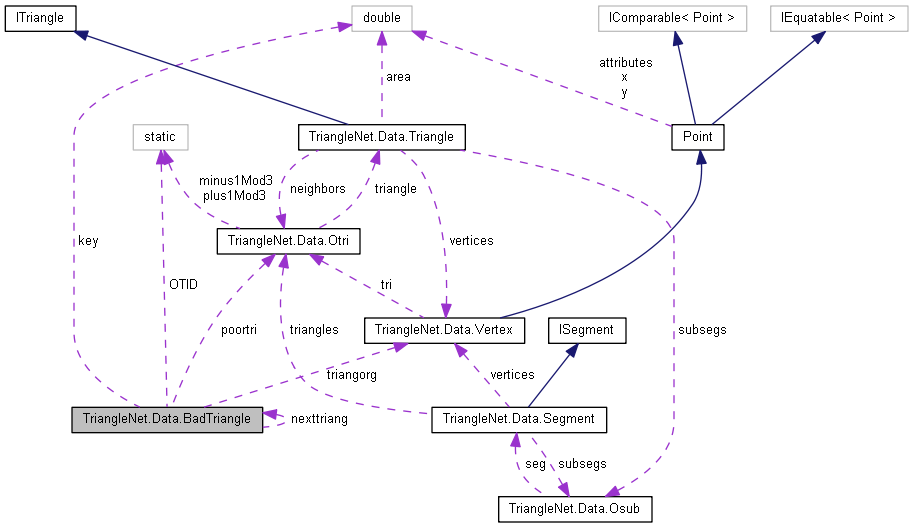 ITriangle
double
IComparable< Point >
IEquatable< Point >
attributes
x
y
area
static
TriangleNet.Data.Triangle
Point
minus1Mod3
plus1Mod3
neighbors
triangle
key
TriangleNet.Data.Otri
vertices
OTID
tri
poortri
triangles
TriangleNet.Data.Vertex
ISegment
subsegs
triangorg
vertices
TriangleNet.Data.BadTriangle
nexttriang
TriangleNet.Data.Segment
seg
subsegs
TriangleNet.Data.Osub